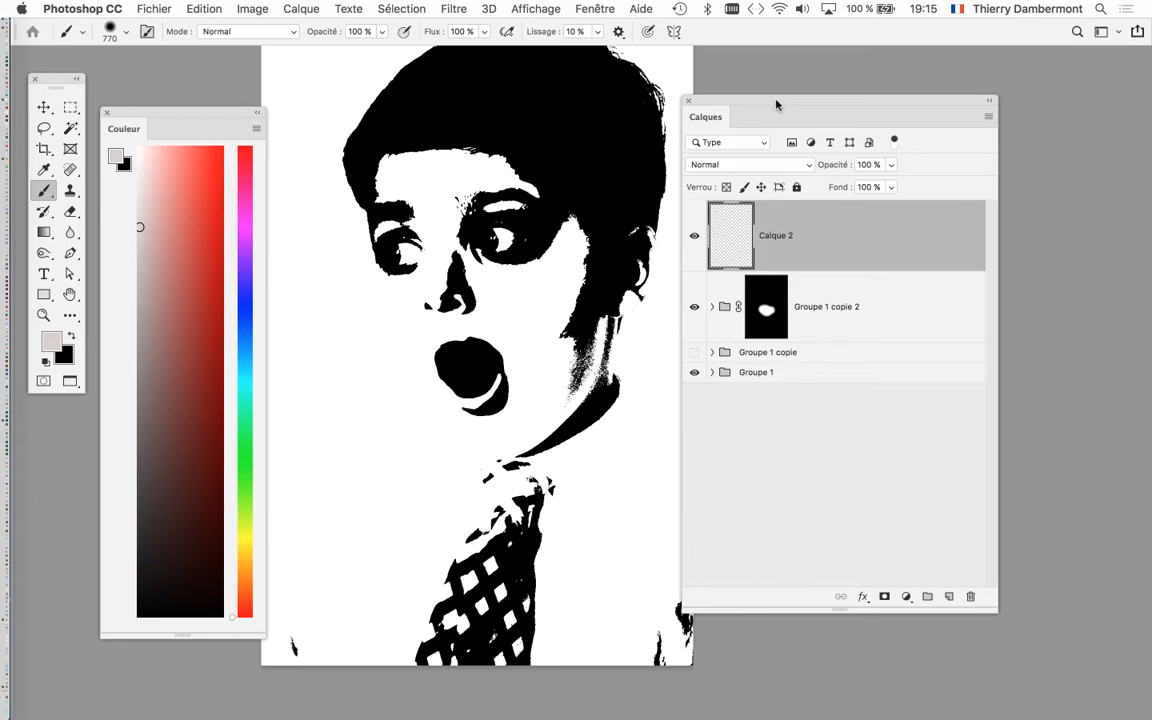 Photoshop CC Fichier Edition Image Calque Texte Sélection Filtre 3D Affichage Fenêtre Aide 100 % 19:15 Thierry Dambermont
770 Mode : Normal Opacité : 100 % Flux : 100 % Lissage : 10 %
Couleur
Calques
Type
Normal Opacité : 100 %
Verrou : Fond : 100 %
Calque 2
Groupe 1 copie 2
Groupe 1 copie
Groupe 1
fx